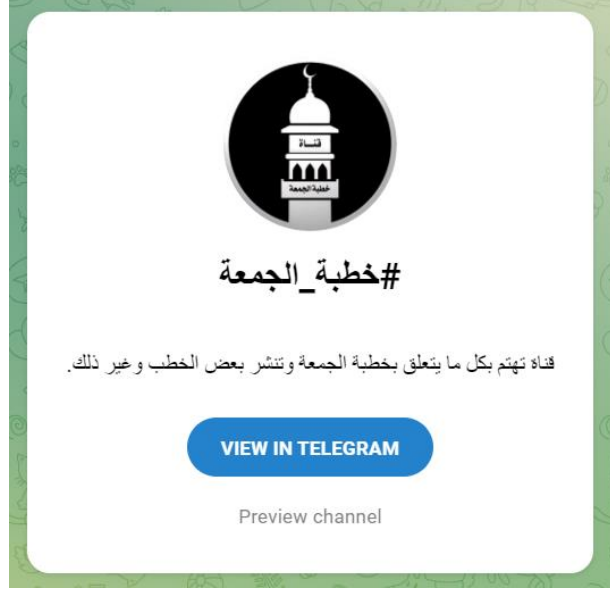 قناة
خطبة الجمعة
#خطبة_الجمعة
قناة تهتم بكل ما يتعلق بخطبة الجمعة وتنشر بعض الخطب وغير ذلك.
VIEW IN TELEGRAM
Preview channel